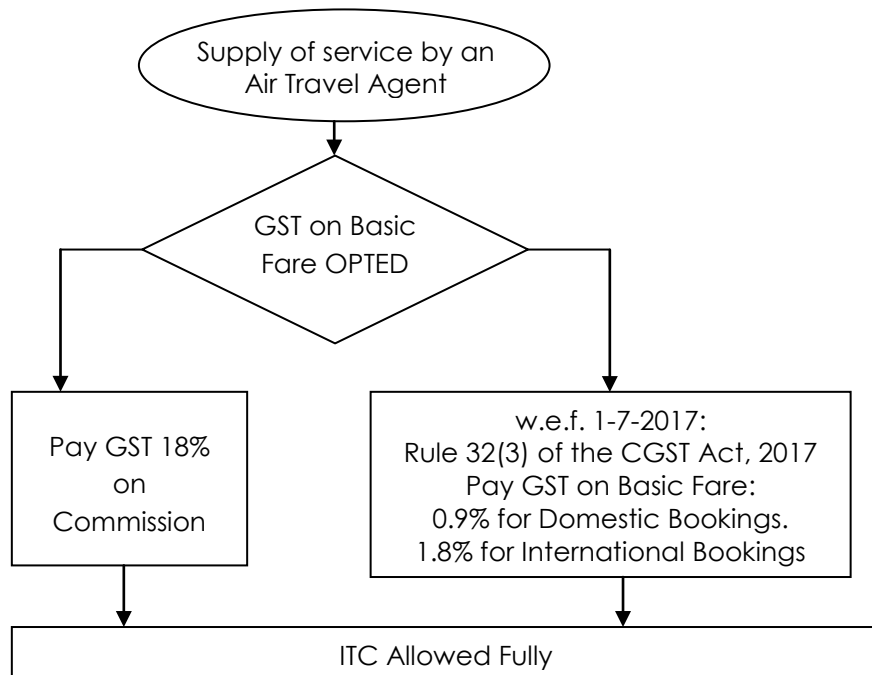 Supply of service by an
Air Travel Agent
GST on Basic
Fare OPTED
Pay GST 18%
on
Commission
w.e.f. 1-7-2017:
Rule 32(3) of the CGST Act, 2017
Pay GST on Basic Fare:
0.9% for Domestic Bookings.
1.8% for International Bookings
ITC Allowed Fully